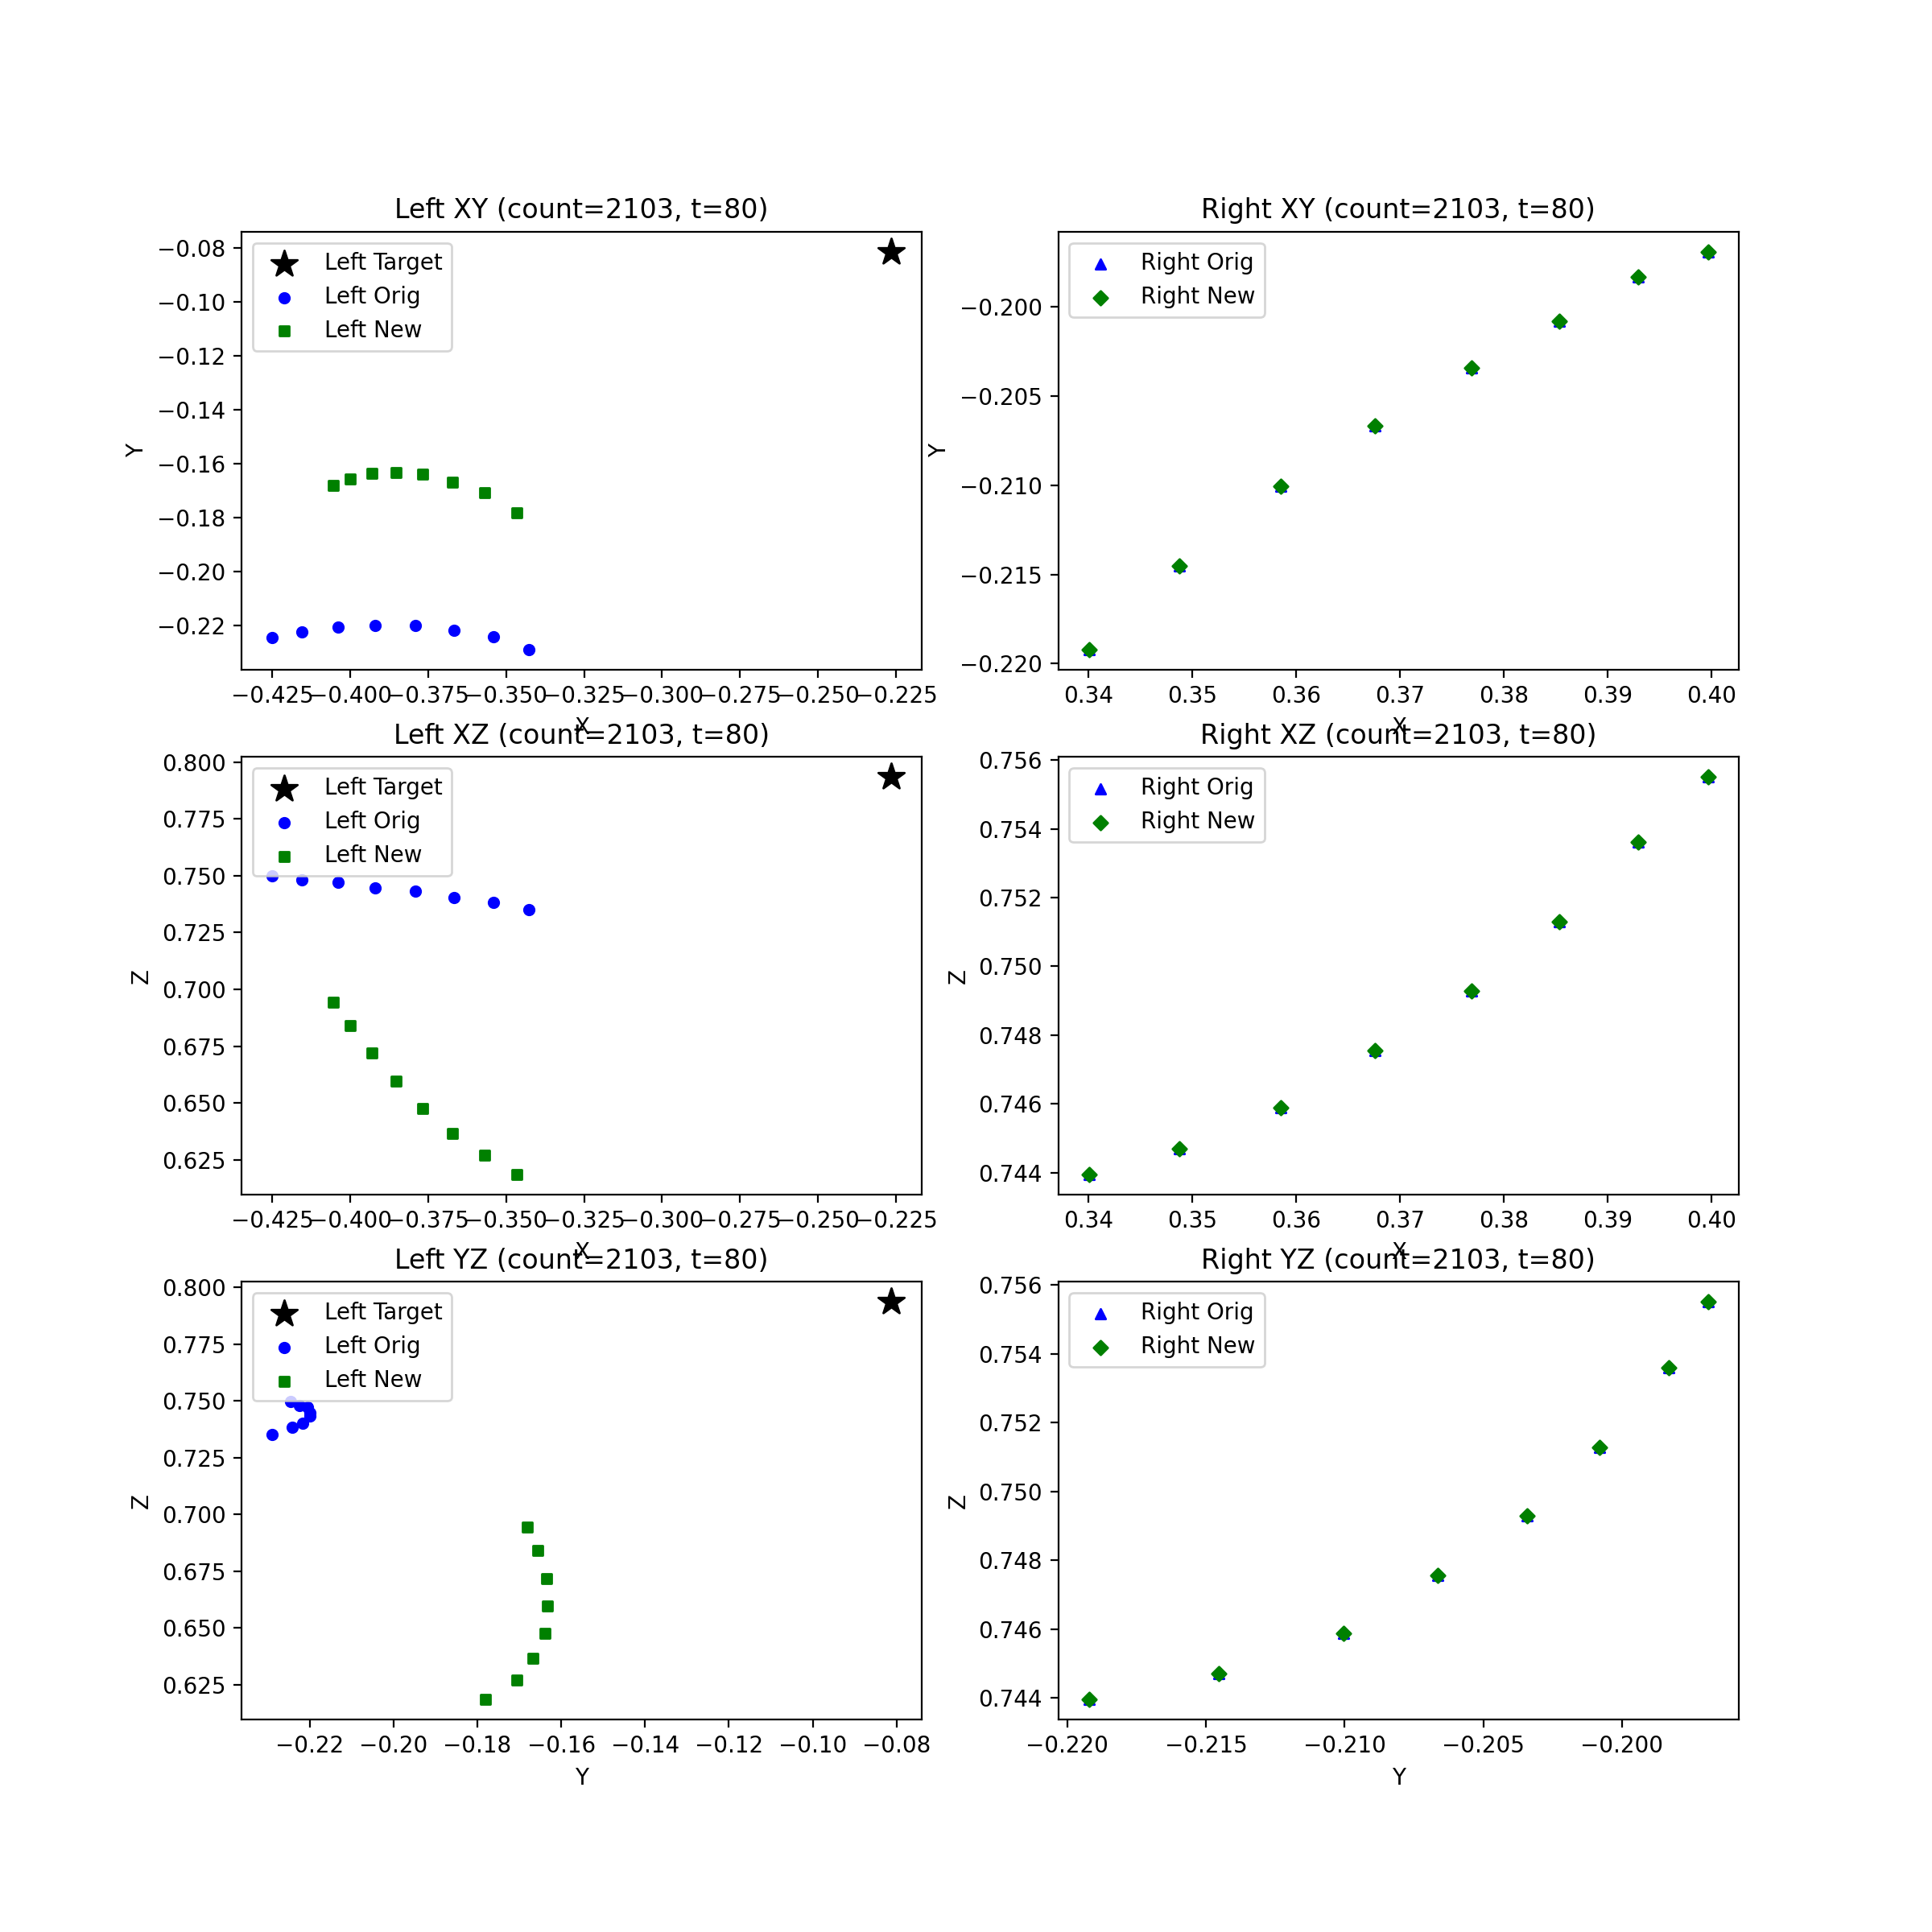 Left XY (count=2103, t=80)
Left Target
Left Orig
Left New
−0.08
−0.10
−0.12
−0.14
−0.16
−0.18
−0.20
−0.22
Y
−0.425 −0.400 −0.375 −0.350 −0.325 −0.300 −0.275 −0.250 −0.225
X
Right XY (count=2103, t=80)
Right Orig
Right New
−0.200
−0.205
−0.210
−0.215
−0.220
Y
0.34 0.35 0.36 0.37 0.38 0.39 0.40
X
Left XZ (count=2103, t=80)
Left Target
Left Orig
Left New
0.800
0.775
0.750
0.725
0.700
0.675
0.650
0.625
Z
−0.425 −0.400 −0.375 −0.350 −0.325 −0.300 −0.275 −0.250 −0.225
X
Right XZ (count=2103, t=80)
Right Orig
Right New
0.756
0.754
0.752
0.750
0.748
0.746
0.744
Z
0.34 0.35 0.36 0.37 0.38 0.39 0.40
X
Left YZ (count=2103, t=80)
Left Target
Left Orig
Left New
0.800
0.775
0.750
0.725
0.700
0.675
0.650
0.625
Z
−0.22 −0.20 −0.18 −0.16 −0.14 −0.12 −0.10 −0.08
Y
Right YZ (count=2103, t=80)
Right Orig
Right New
0.756
0.754
0.752
0.750
0.748
0.746
0.744
Z
−0.220 −0.215 −0.210 −0.205 −0.200
Y